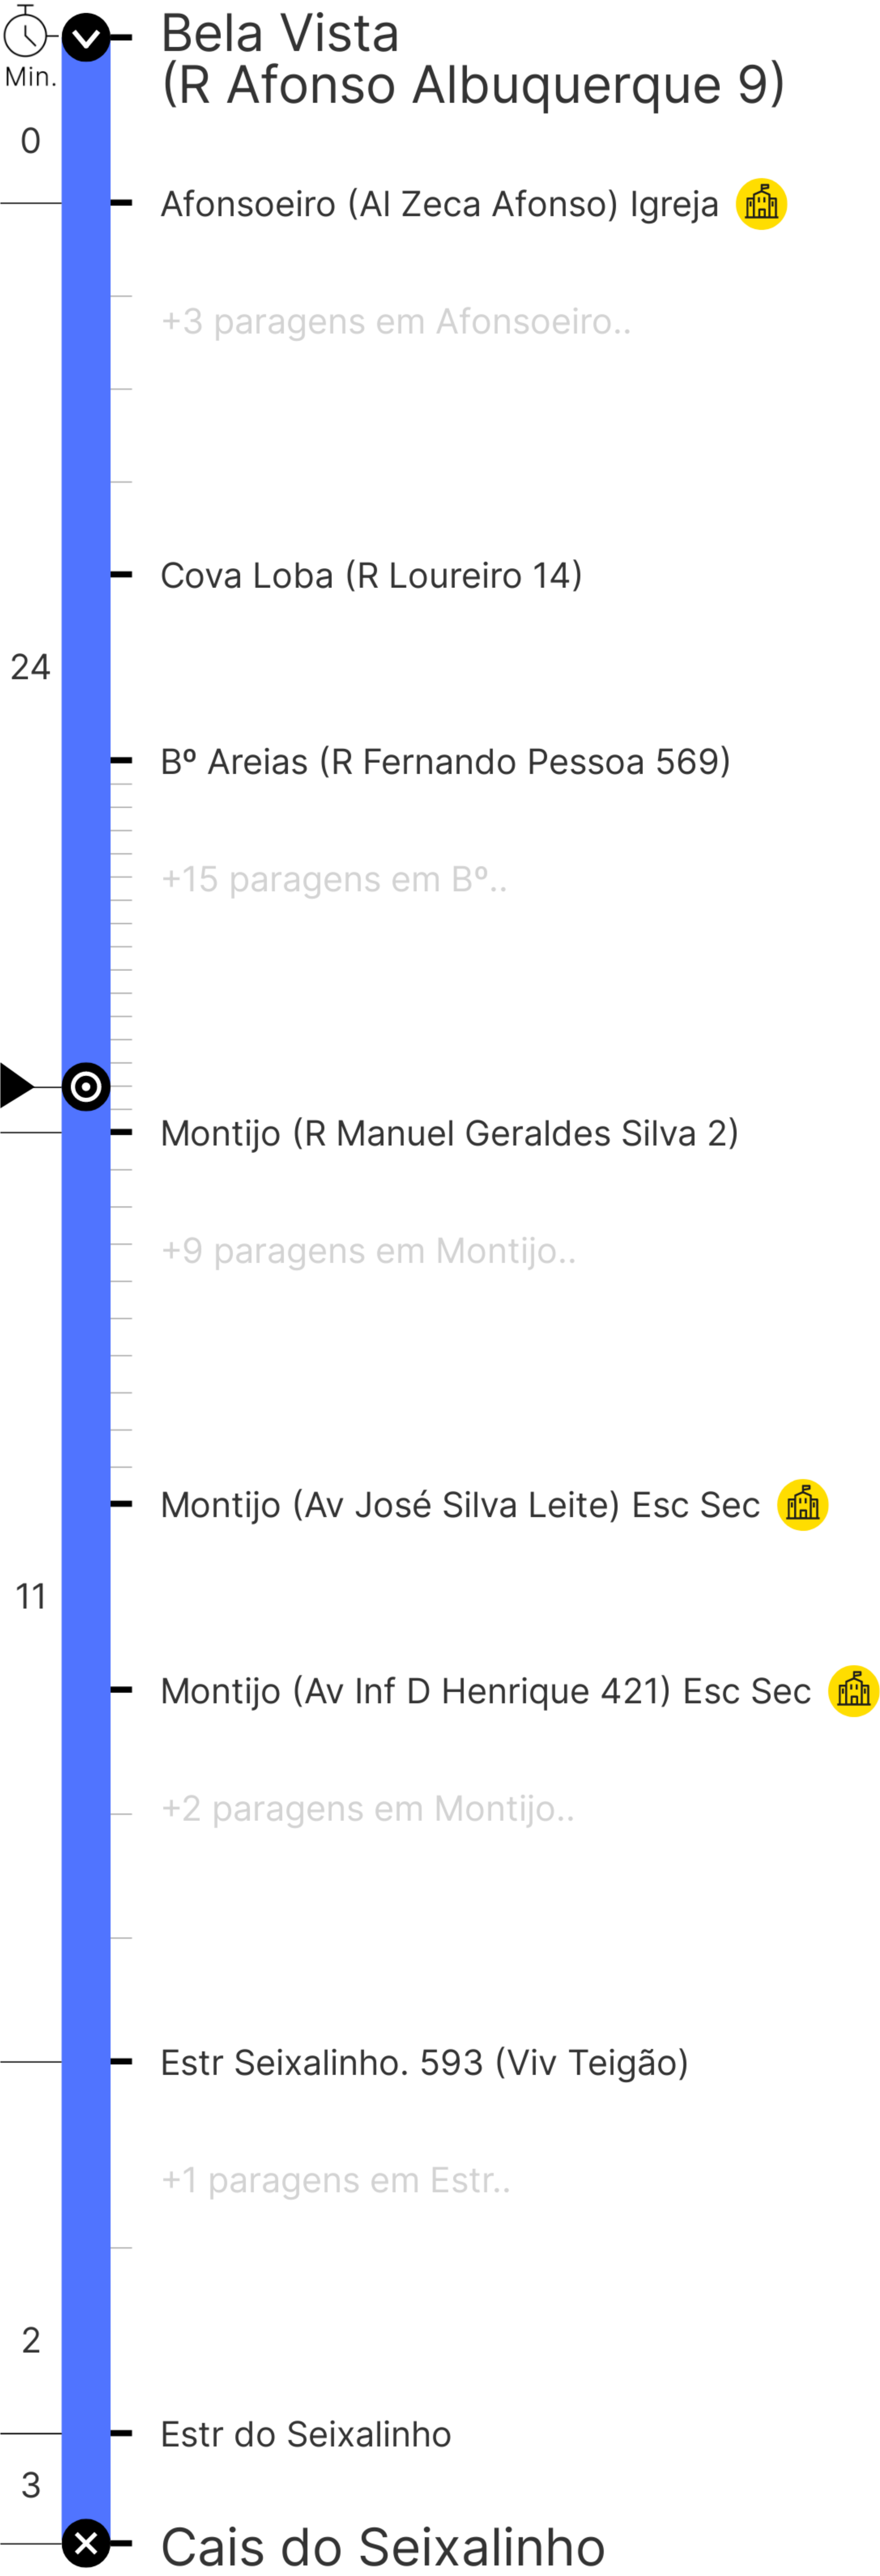 Min.
Bela Vista
(R Afonso Albuquerque 9)
0
Afonsoeiro (Al Zeca Afonso) Igreja
+3 paragens em Afonsoeiro..
Cova Loba (R Loureiro 14)
24
Bº Areias (R Fernando Pessoa 569)
+15 paragens em Bº..
Montijo (R Manuel Geraldes Silva 2)
+9 paragens em Montijo..
Montijo (Av José Silva Leite) Esc Sec
11
Montijo (Av Inf D Henrique 421) Esc Sec
+2 paragens em Montijo..
Estr Seixalinho. 593 (Viv Teigão)
+1 paragens em Estr..
2
Estr do Seixalinho
3
Cais do Seixalinho